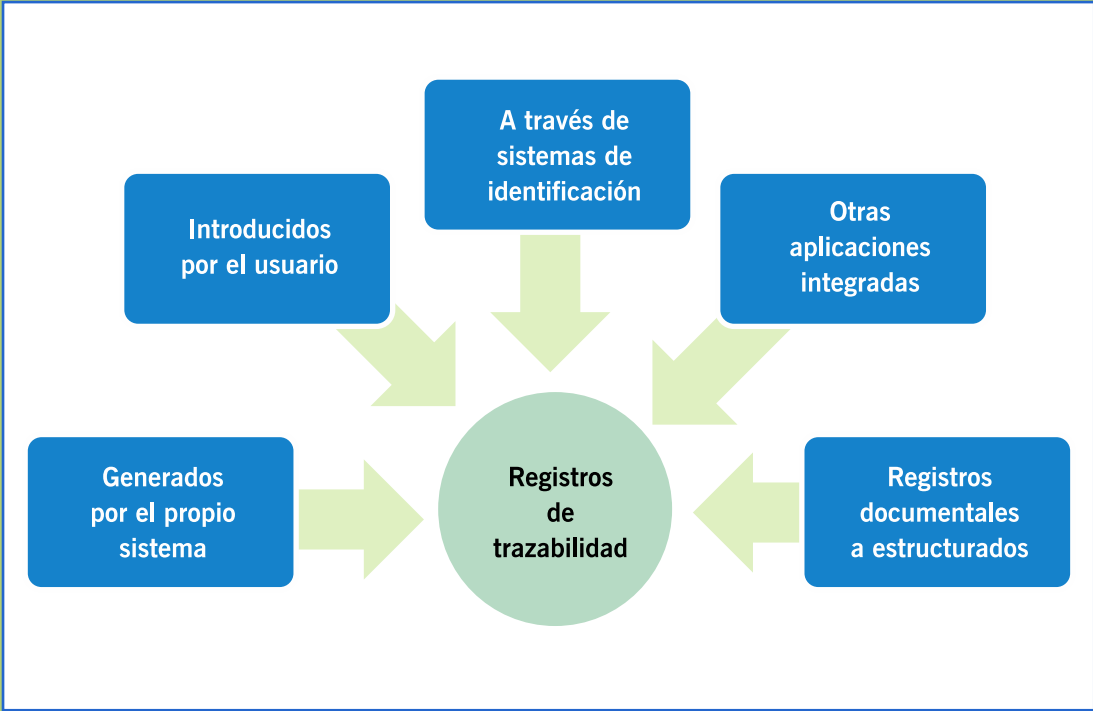 A través de
sistemas de
identificación
Introducidos
por el usuario
Otras
aplicaciones
integradas
Generados
por el propio
sistema
Registros
de
trazabilidad
Registros
documentales
a estructurados